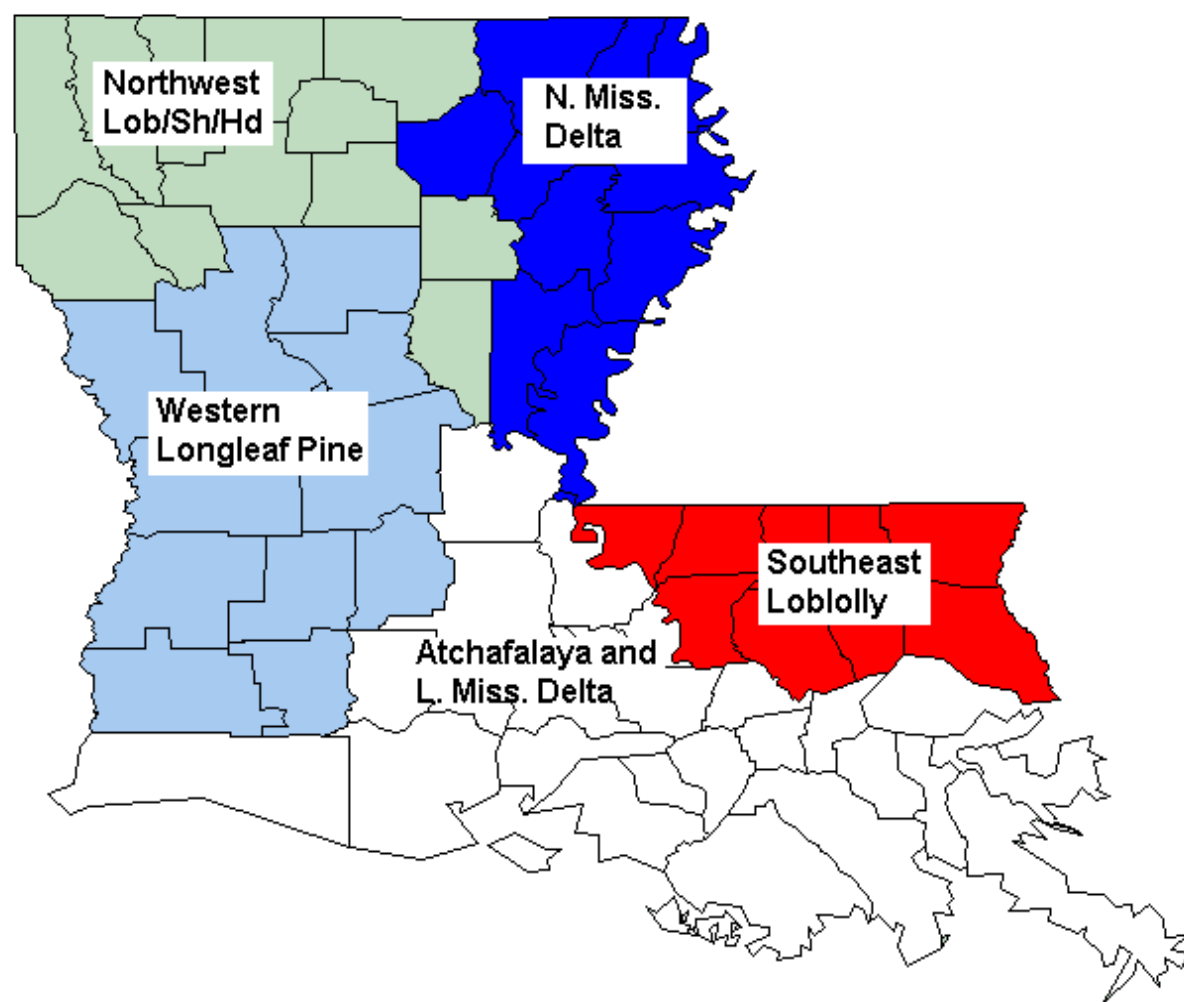 Northwest
Lob/Sh/Hd
N. Miss.
Delta
Western
Longleaf Pine
Southeast
Loblolly
Atchafalaya and
L. Miss. Delta